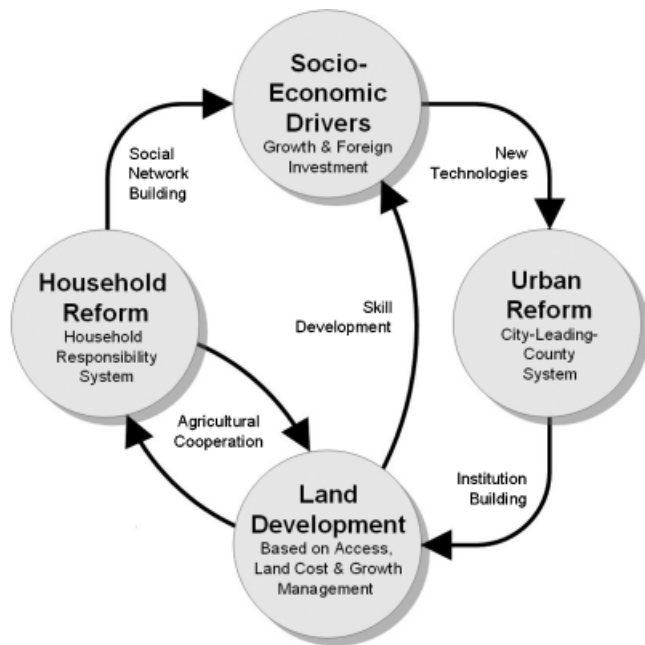 Socio-
Economic
Drivers
Growth & Foreign
Investment
Social
Network
Building
New
Technologies
Household
Reform
Household
Responsibility
System
Skill
Development
Urban
Reform
City-Leading-
County
System
Agricultural
Cooperation
Institution
Building
Land
Development
Based on Access,
Land Cost & Growth
Management